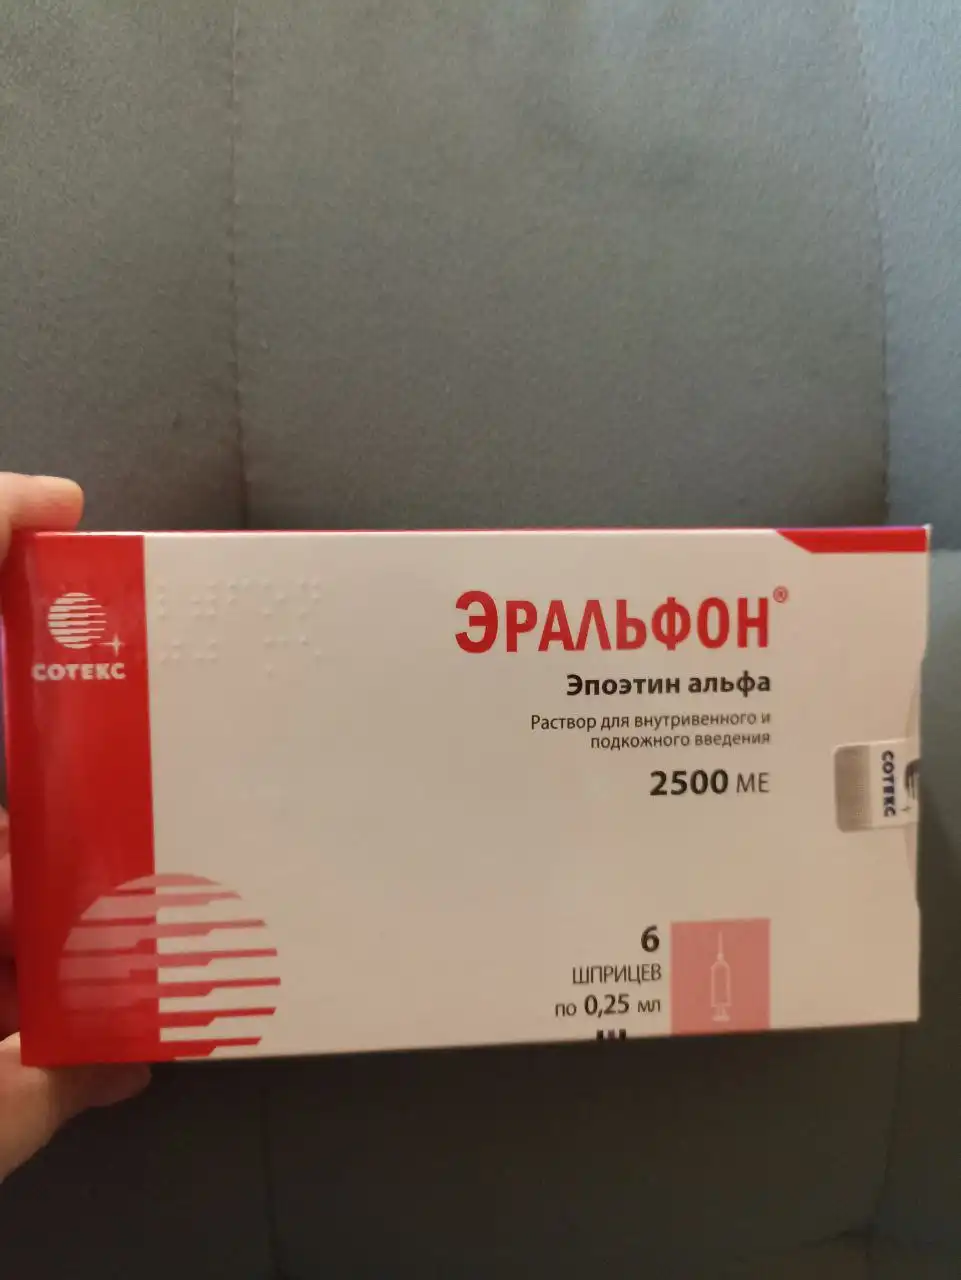 СОТЕКС
ЭРАЛЬФОН®
Эпоэтин альфа
Раствор для внутривенного и
подкожного введения
2500 МЕ
СОТЕКС
6
ШПРИЦЕВ
по 0,25 мл